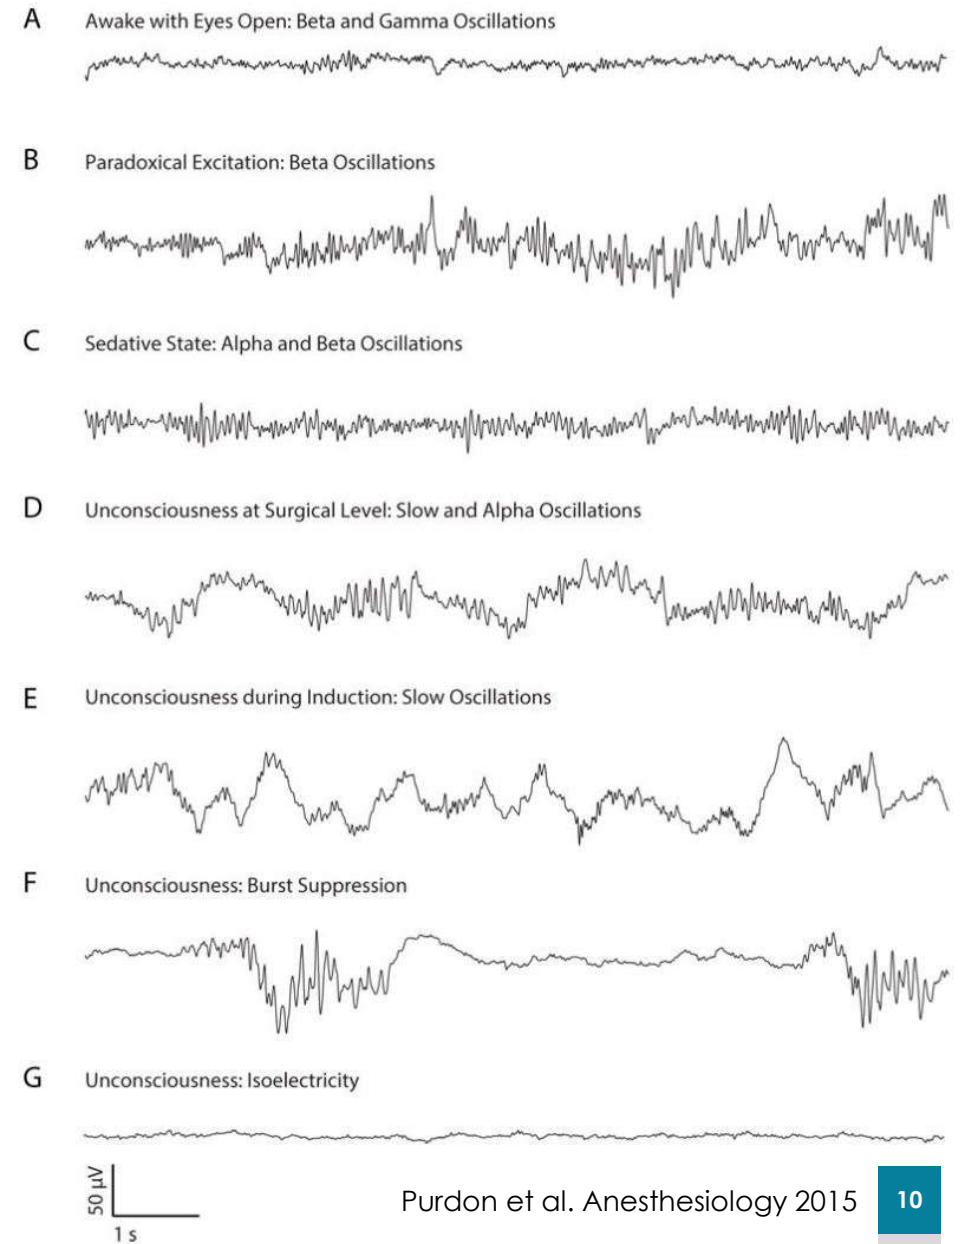 A Awake with Eyes Open: Beta and Gamma Oscillations
B Paradoxical Excitation: Beta Oscillations
C Sedative State: Alpha and Beta Oscillations
D Unconsciousness at Surgical Level: Slow and Alpha Oscillations
E Unconsciousness during Induction: Slow Oscillations
F Unconsciousness: Burst Suppression
G Unconsciousness: Isoelectricity
50 μV
1 s
Purdon et al. Anesthesiology 2015
10